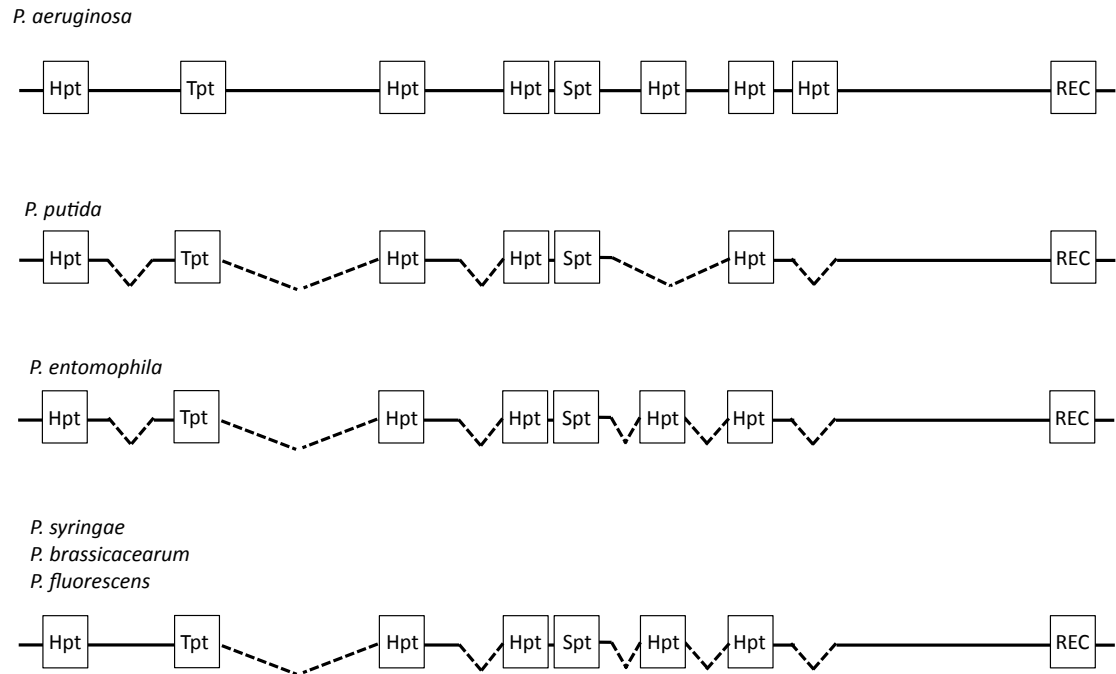 P. aeruginosa
Hpt Tpt Hpt Hpt Spt Hpt Hpt Hpt REC
P. putida
Hpt Tpt Hpt Hpt Spt Hpt REC
P. entomophila
Hpt Tpt Hpt Hpt Spt Hpt Hpt REC
P. syringae
P. brassicacearum
P. fluorescens
Hpt Tpt Hpt Hpt Spt Hpt Hpt REC